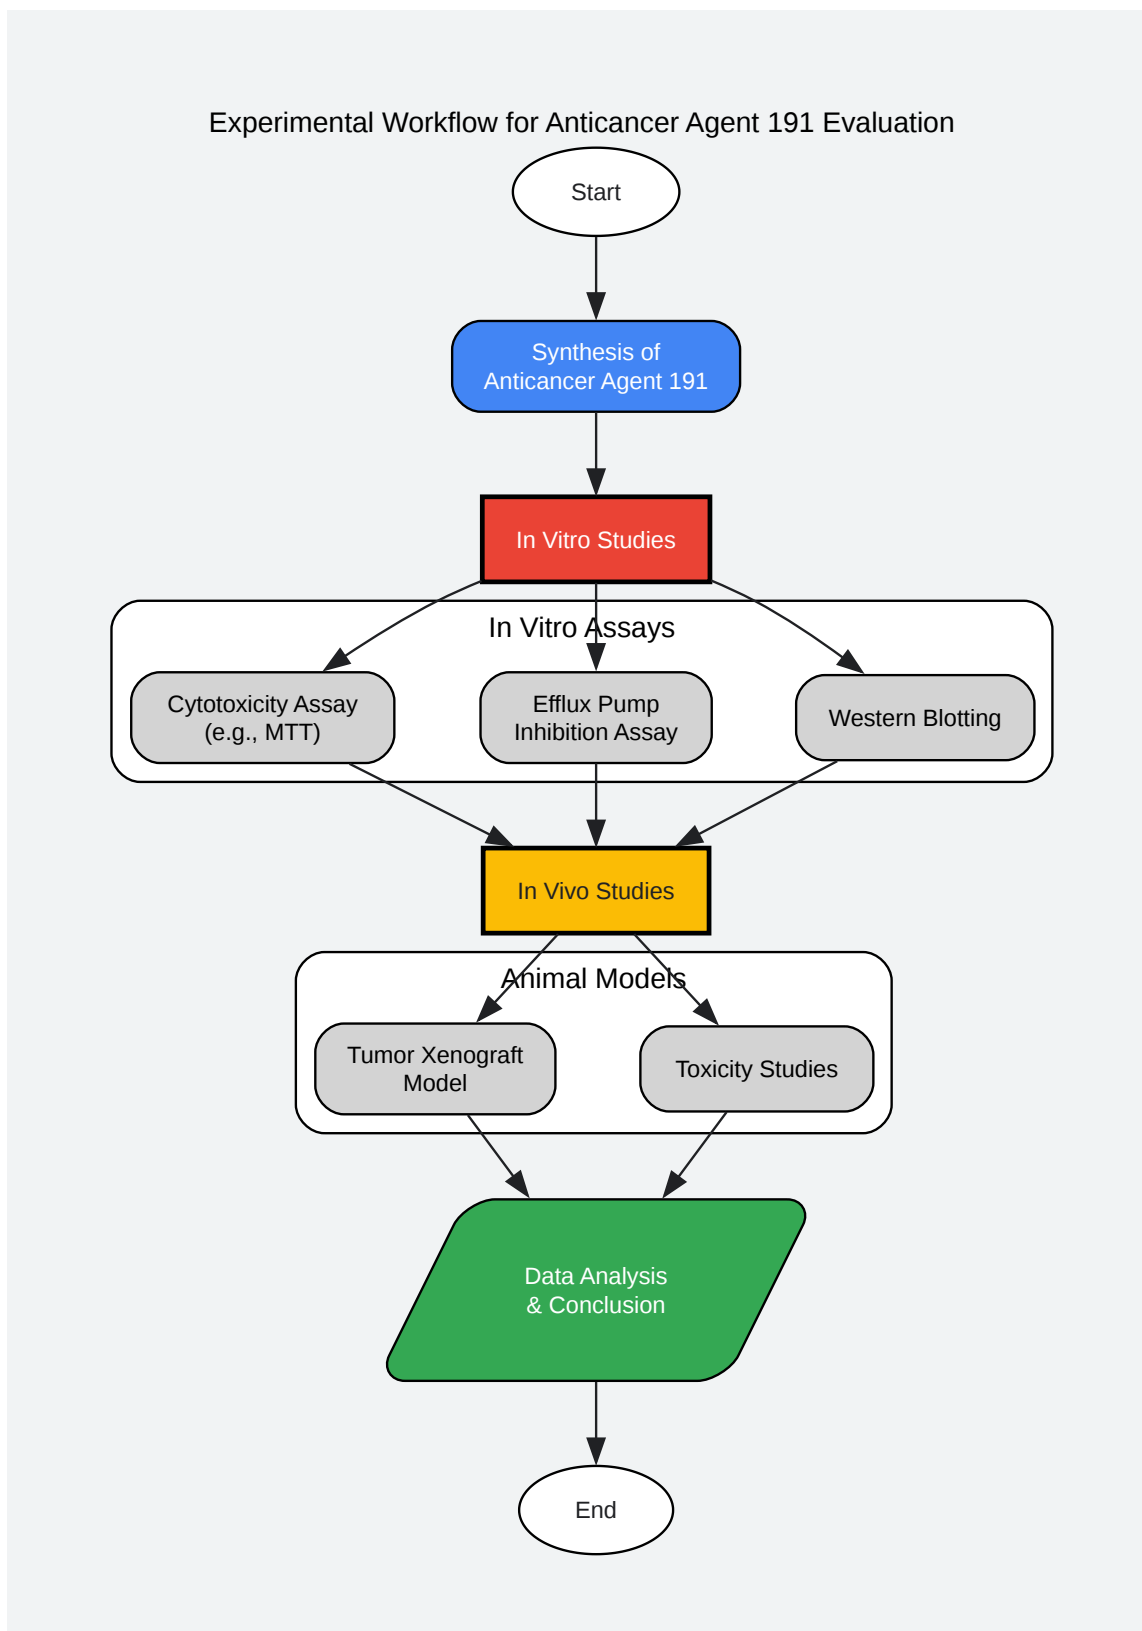 Experimental Workflow for Anticancer Agent 191 Evaluation
Start
Synthesis of
Anticancer Agent 191
In Vitro Studies
In Vitro Assays
Cytotoxicity Assay
(e.g., MTT)
Efflux Pump
Inhibition Assay
Western Blotting
In Vivo Studies
Animal Models
Tumor Xenograft
Model
Toxicity Studies
Data Analysis
& Conclusion
End